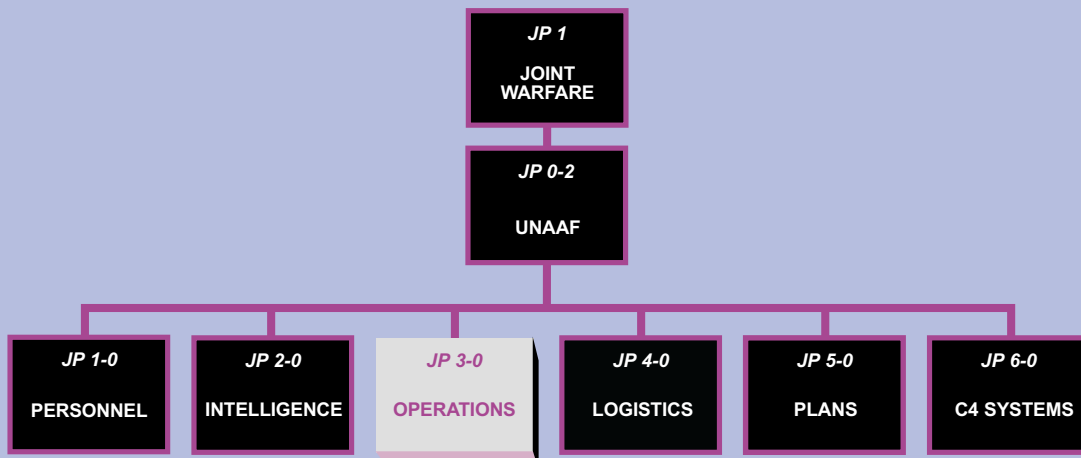 JP 1
JOINT
WARFARE
JP 0-2
UNAAF
JP 1-0
PERSONNEL
JP 2-0
INTELLIGENCE
JP 3-0
OPERATIONS
JP 4-0
LOGISTICS
JP 5-0
PLANS
JP 6-0
C4 SYSTEMS